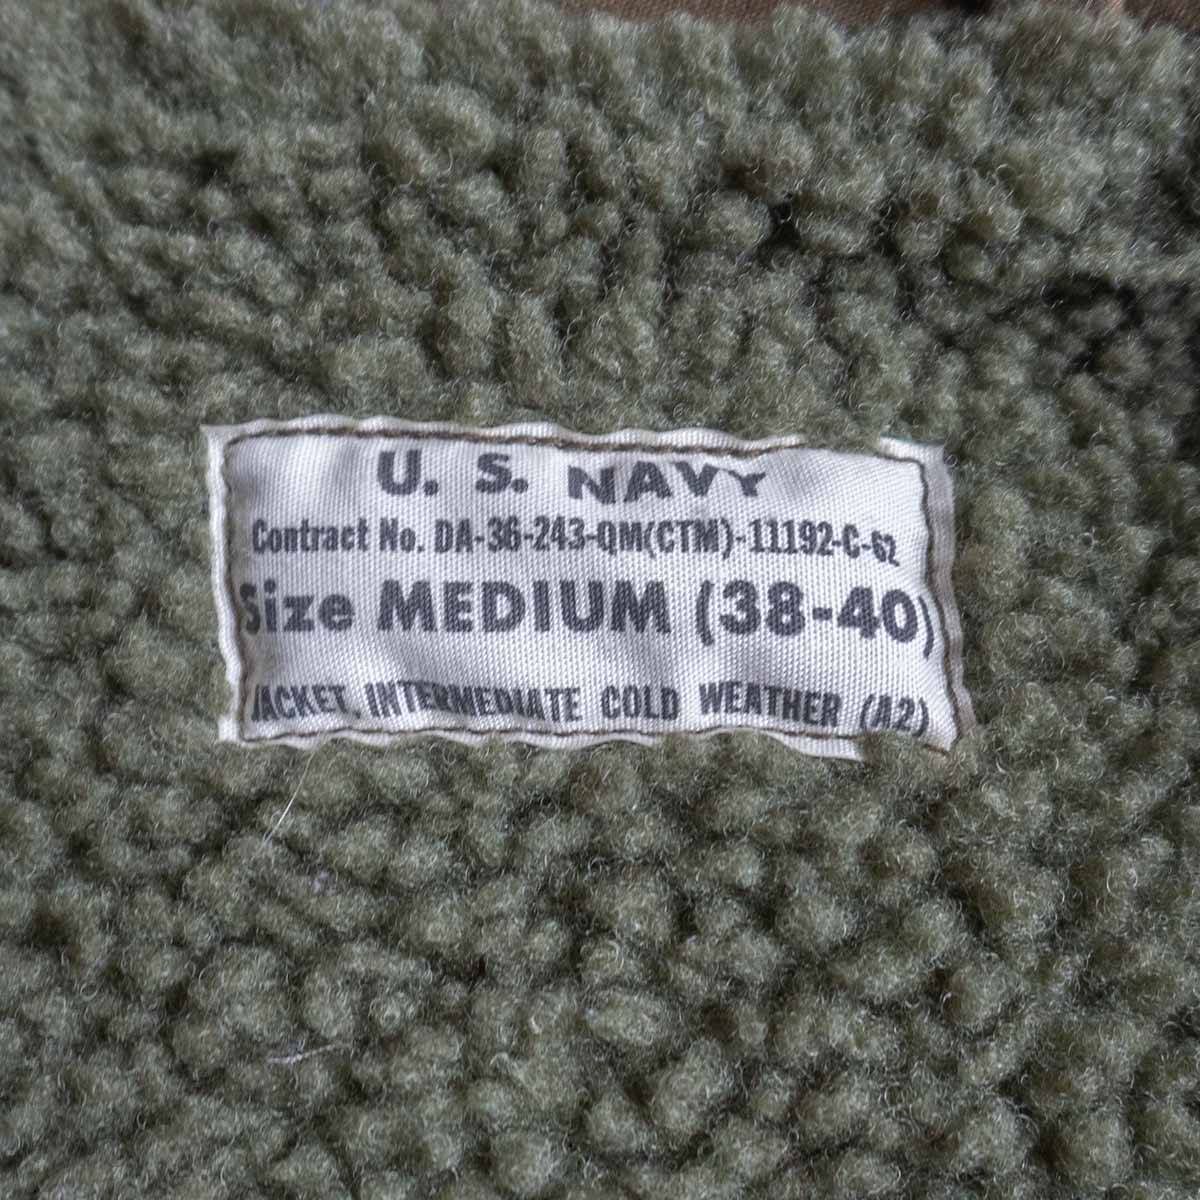 U. S. NAVY
Contract No. DA-36-243-QM(CTM)-11192-C-62
Size MEDIUM (38-40)
JACKET, INTERMEDIATE COLD WEATHER (A2)